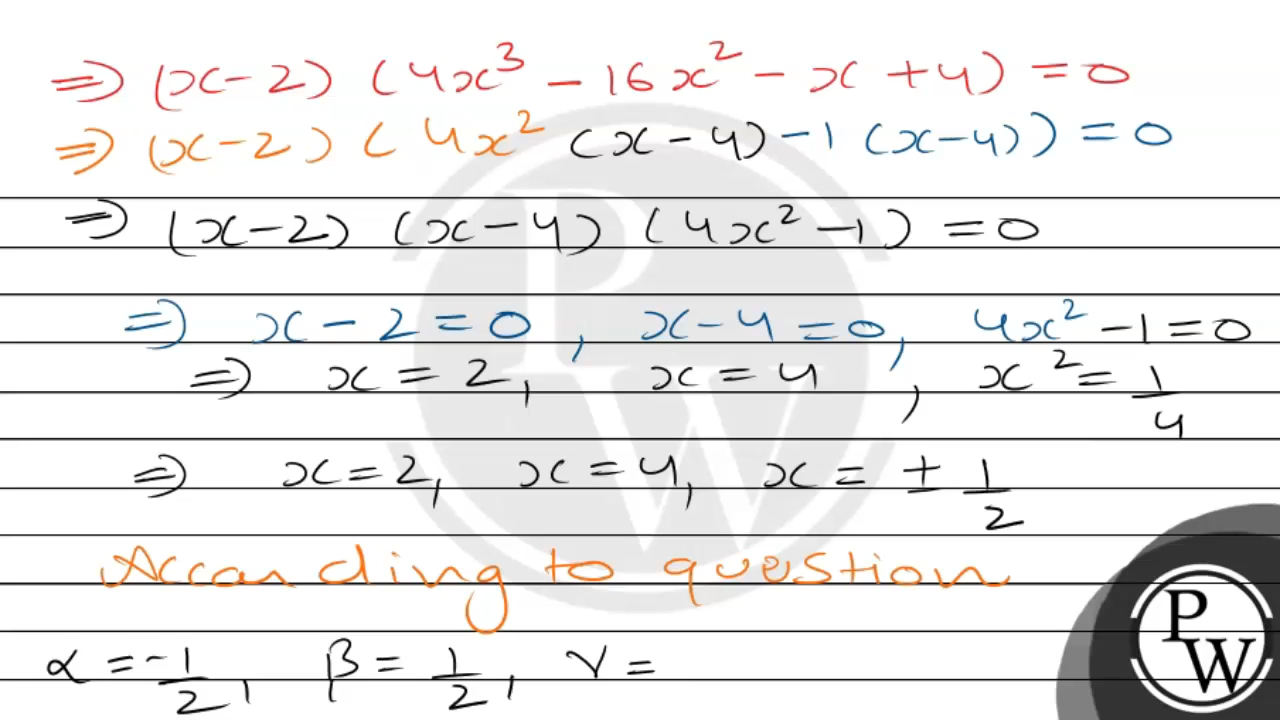 ⇒ (x-2) (4x³ - 16x² - x + 4) = 0
⇒ (x-2) (4x² (x-4) -1 (x-4)) = 0
⇒ (x-2) (x-4) (4x²-1) = 0
⇒ x-2=0, x-4=0, 4x²-1=0
⇒ x=2, x=4, x²=1/4
⇒ x=2, x=4, x=±1/2
According to question
α=-1/2, β=1/2, γ=
PW
PW